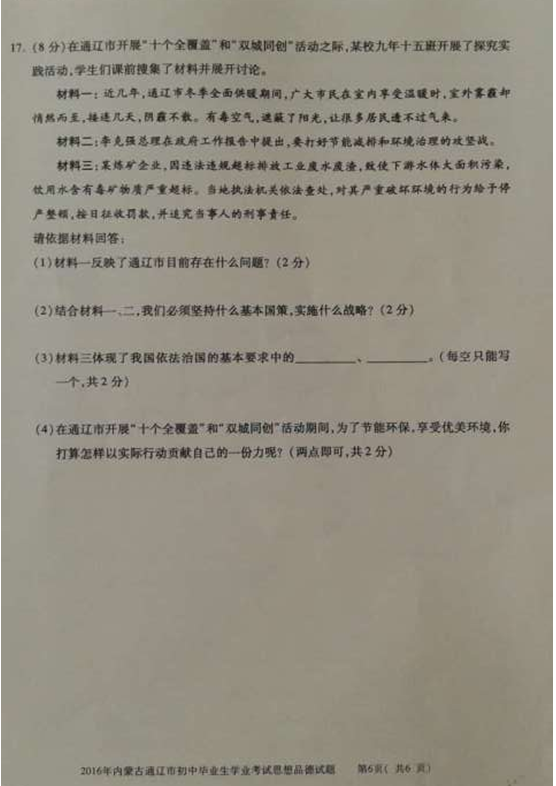 17. (8 分)在通辽市开展“十个全覆盖”和“双城同创”活动之际,某校九年十五班开展了探究实
践活动,学生们课前搜集了材料并展开讨论。
材料一: 近几年,通辽市冬季全面供暖期间,广大市民在室内享受温暖时,室外雾霾却
悄然而至,接连几天,阴霾不散。有毒空气,遮蔽了阳光,让很多居民透不过气来。
材料二:李克强总理在政府工作报告中提出,要打好节能减排和环境治理的攻坚战。
材料三:某炼矿企业,因违法违规超标排放工业废水废渣,致使下游水体大面积污染,
饮用水含有毒矿物质严重超标。当地执法机关依法查处,对其严重破坏环境的行为给予停
产整顿,按日征收罚款,并追究当事人的刑事责任。
请依据材料回答:
(1)材料一反映了通辽市目前存在什么问题? (2 分)
(2)结合材料一、二,我们必须坚持什么基本国策,实施什么战略? (2 分)
(3)材料三体现了我国依法治国的基本要求中的________、________。(每空只能写
一个,共 2 分)
(4)在通辽市开展“十个全覆盖”和“双城同创”活动期间,为了节能环保,享受优美环境,你
打算怎样以实际行动贡献自己的一份力呢? (两点即可,共 2 分)
2016年内蒙古通辽市初中毕业生学业考试思想品德试题 第6页( 共6 页)